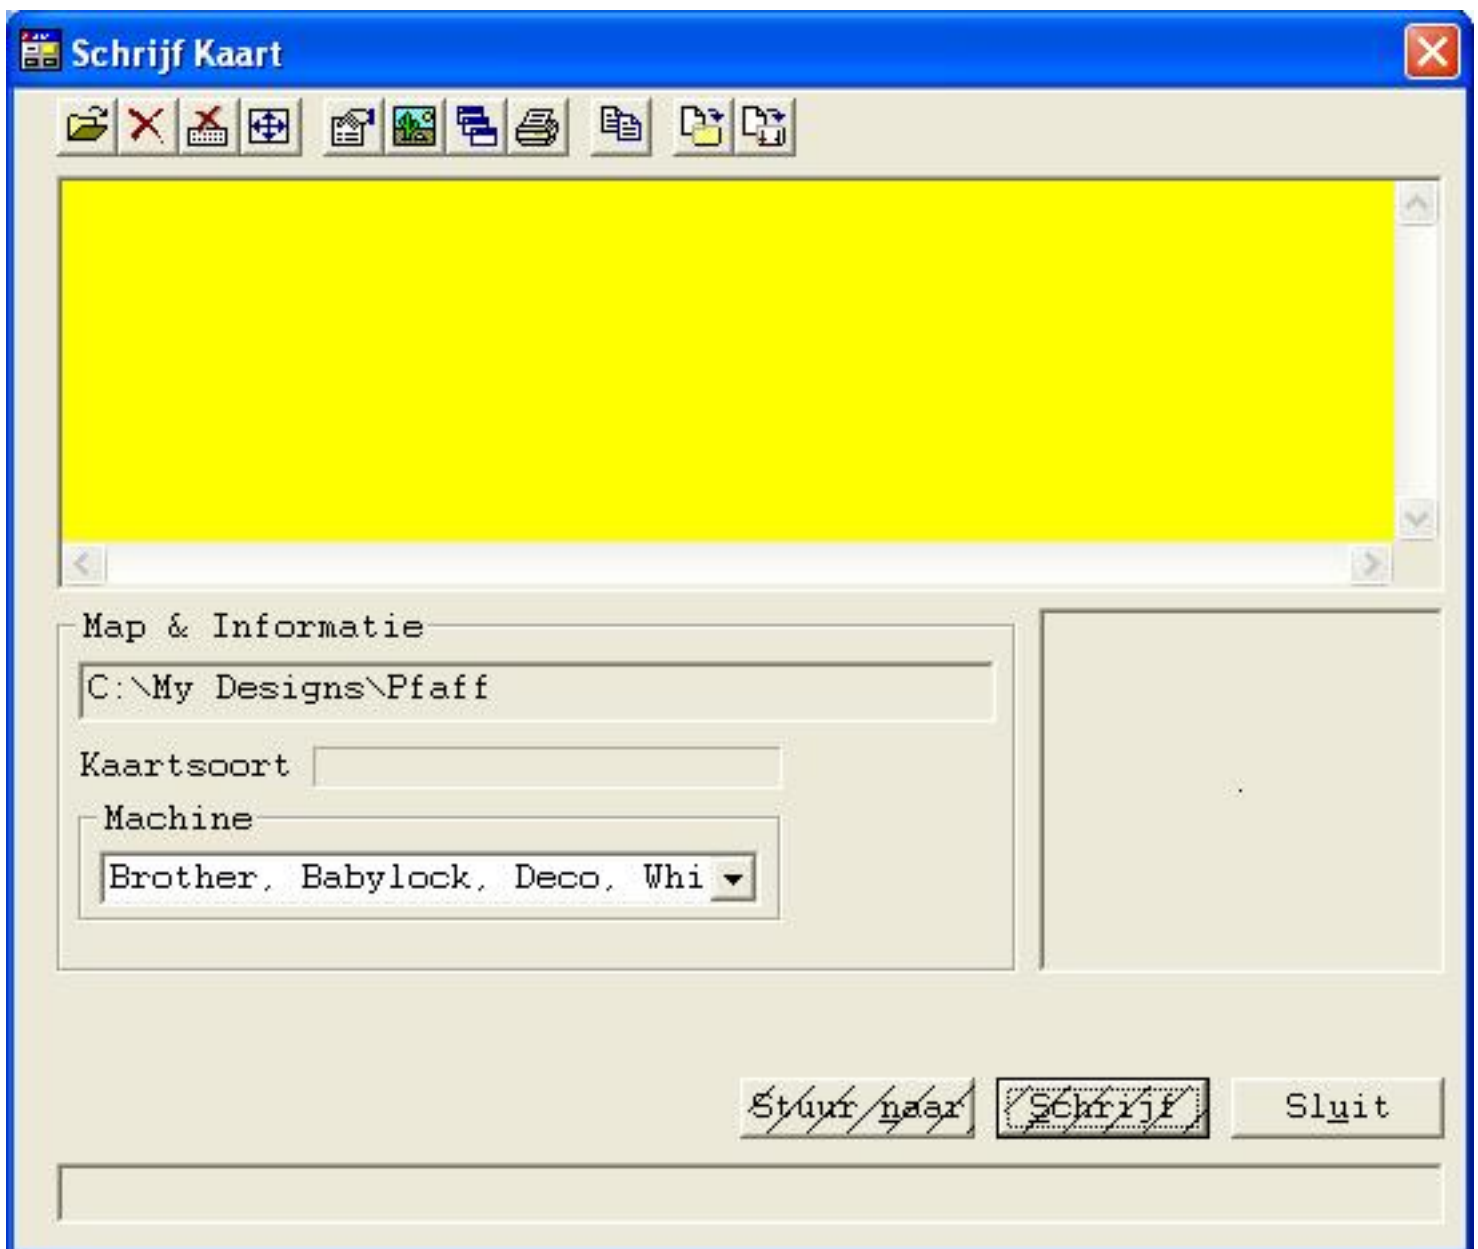 Schrijf Kaart
Map & Informatie
C:\My Designs\Pfaff
Kaartsoort
Machine
Brother, Babylock, Deco, Whi
Stuur naar
Schrijf
Sluit